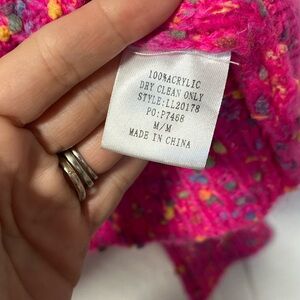 100%ACRYLIC
DRY CLEAN ONLY
STYLE:LL20178
PO:P7468
M/M
MADE IN CHINA